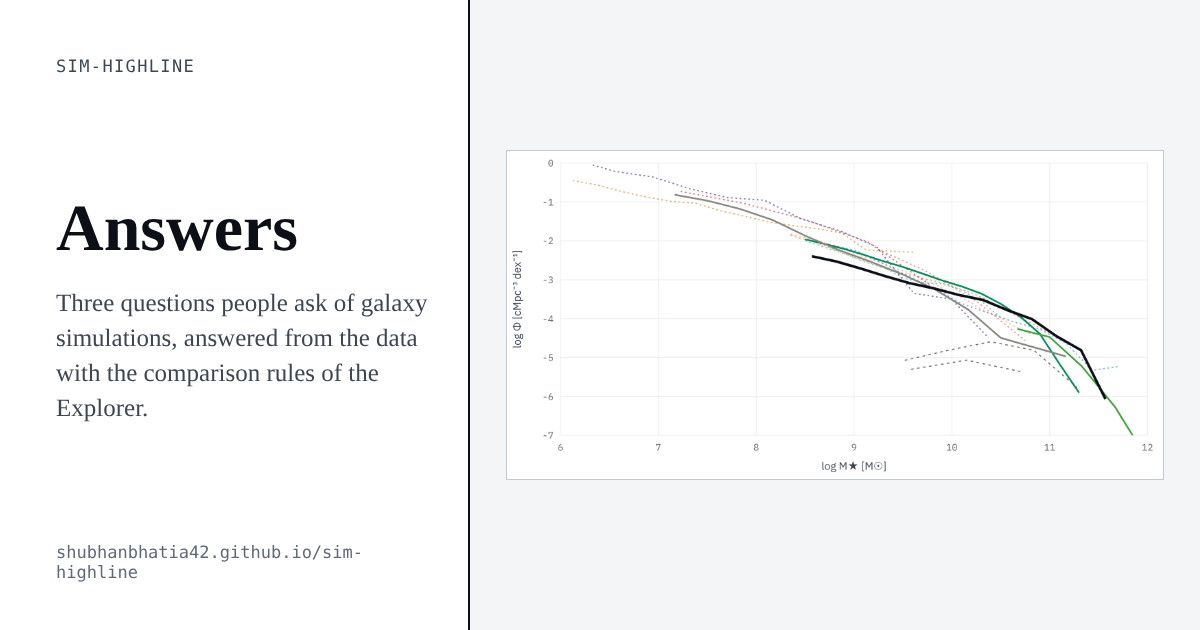 SIM-HIGHLINE
Answers
Three questions people ask of galaxy
simulations, answered from the data
with the comparison rules of the
Explorer.
shubhanbhatia42.github.io/sim-
highline
0
-1
-2
-3
-4
-5
-6
-7
log Φ [cMpc⁻³ dex⁻¹]
6 7 8 9 10 11 12
log M★ [M☉]